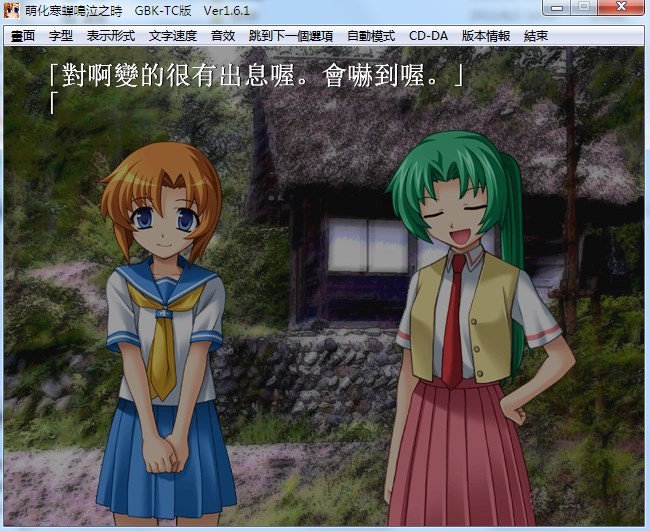 萌化寒蟬鳴泣之時 GBK-TC版 Ver1.6.1
畫面 字型 表示形式 文字速度 音效 跳到下一個選項 自動模式 CD-DA 版本情報 結束
「對啊變的很有出息喔。會嚇到喔。」
「